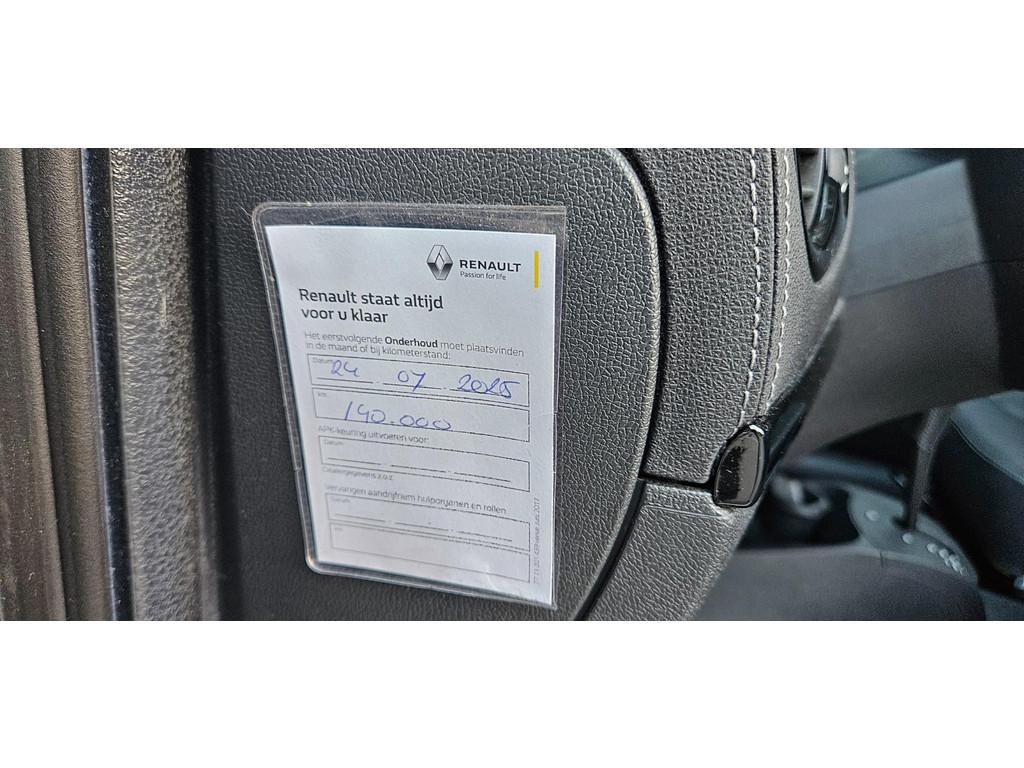 RENAULT
Passion for life
Renault staat altijd
voor u klaar
Het eerstvolgende Onderhoud moet plaatsvinden
in de maand of bij kilometerstand:
Datum
24 07 2025
km
140.000
APK-keuring uitvoeren voor:
Datum
Dealergegevens z.o.z.
Vervangen aandrijfriem hulporganen en rollen
Datum
km